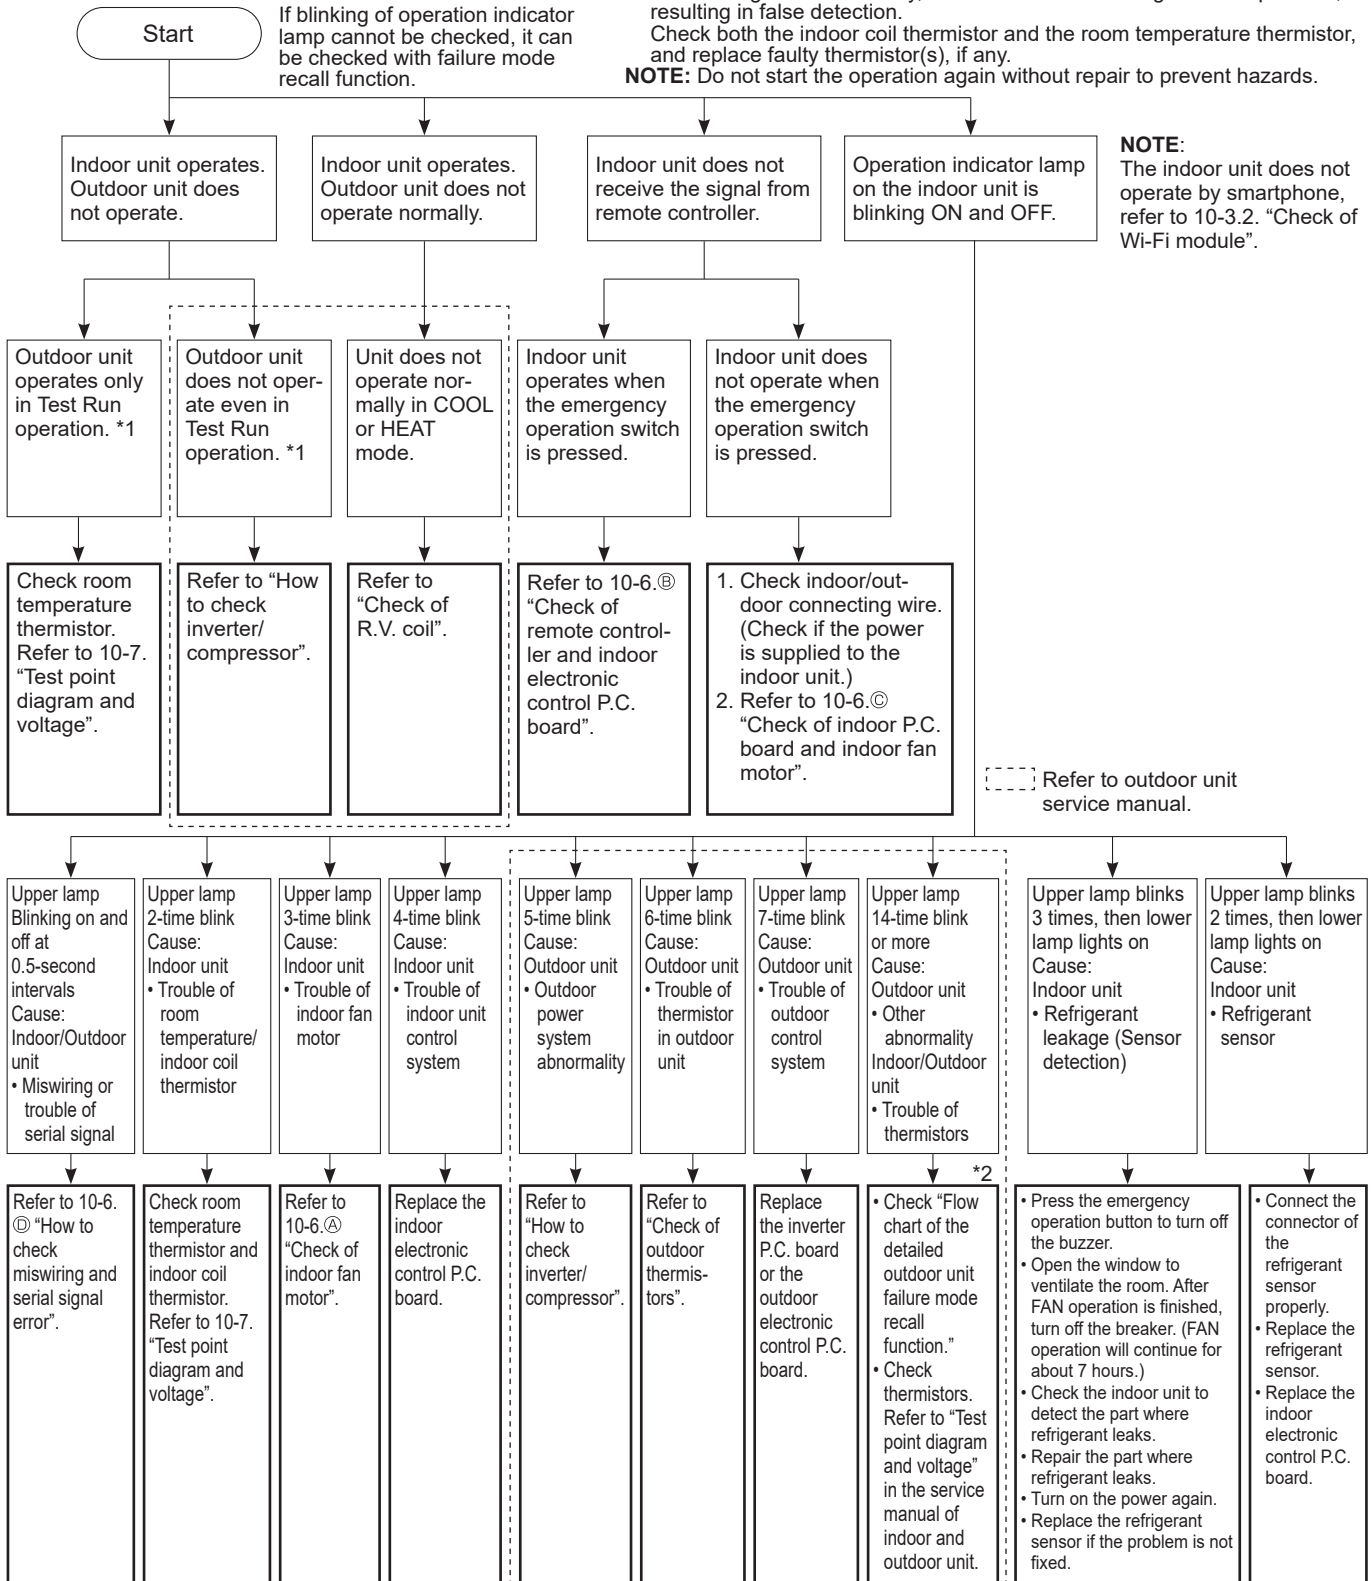 Start
If blinking of operation indicator
lamp cannot be checked, it can
be checked with failure mode
recall function.
resulting in false detection.
Check both the indoor coil thermistor and the room temperature thermistor,
and replace faulty thermistor(s), if any.
NOTE: Do not start the operation again without repair to prevent hazards.
Indoor unit operates.
Outdoor unit does
not operate.
Indoor unit operates.
Outdoor unit does not
operate normally.
Indoor unit does not
receive the signal from
remote controller.
Operation indicator lamp
on the indoor unit is
blinking ON and OFF.
NOTE:
The indoor unit does not
operate by smartphone,
refer to 10-3.2. “Check of
Wi-Fi module”.
Outdoor unit
operates only
in Test Run
operation. *1
Outdoor unit
does not oper-
ate even in
Test Run
operation. *1
Unit does not
operate nor-
mally in COOL
or HEAT
mode.
Indoor unit
operates when
the emergency
operation switch
is pressed.
Indoor unit does
not operate when
the emergency
operation switch
is pressed.
Check room
temperature
thermistor.
Refer to 10-7.
“Test point
diagram and
voltage”.
Refer to “How
to check
inverter/
compressor”.
Refer to
“Check of
R.V. coil”.
Refer to 10-6.Ⓑ
“Check of
remote control-
ler and indoor
electronic
control P.C.
board”.
1. Check indoor/out-
door connecting wire.
(Check if the power
is supplied to the
indoor unit.)
2. Refer to 10-6.Ⓒ
“Check of indoor P.C.
board and indoor fan
motor”.
Refer to outdoor unit
service manual.
Upper lamp
Blinking on and
off at
0.5-second
intervals
Cause:
Indoor/Outdoor
unit
• Miswiring or
trouble of
serial signal
Upper lamp
2-time blink
Cause:
Indoor unit
• Trouble of
room
temperature/
indoor coil
thermistor
Upper lamp
3-time blink
Cause:
Indoor unit
• Trouble of
indoor fan
motor
Upper lamp
4-time blink
Cause:
Indoor unit
• Trouble of
indoor unit
control
system
Upper lamp
5-time blink
Cause:
Outdoor unit
• Outdoor
power
system
abnormality
Upper lamp
6-time blink
Cause:
Outdoor unit
• Trouble of
thermistor
in outdoor
unit
Upper lamp
7-time blink
Cause:
Outdoor unit
• Trouble of
outdoor
control
system
Upper lamp
14-time blink
or more
Cause:
Outdoor unit
• Other
abnormality
Indoor/Outdoor
unit
• Trouble of
thermistors
Upper lamp blinks
3 times, then lower
lamp lights on
Cause:
Indoor unit
• Refrigerant
leakage (Sensor
detection)
Upper lamp blinks
2 times, then lower
lamp lights on
Cause:
Indoor unit
• Refrigerant
sensor
*2
Refer to 10-6.
Ⓓ “How to
check
miswiring and
serial signal
error”.
Check room
temperature
thermistor and
indoor coil
thermistor.
Refer to 10-7.
“Test point
diagram and
voltage”.
Refer to
10-6.Ⓐ
“Check of
indoor fan
motor”.
Replace the
indoor
electronic
control P.C.
board.
Refer to
“How to
check
inverter/
compressor”.
Refer to
“Check of
outdoor
thermis-
tors”.
Replace
the inverter
P.C. board
or the
outdoor
electronic
control P.C.
board.
• Check “Flow
chart of the
detailed
outdoor unit
failure mode
recall
function.”
• Check
thermistors.
Refer to “Test
point diagram
and voltage”
in the service
manual of
indoor and
outdoor unit.
• Press the emergency
operation button to turn off
the buzzer.
• Open the window to
ventilate the room. After
FAN operation is finished,
turn off the breaker. (FAN
operation will continue for
about 7 hours.)
• Check the indoor unit to
detect the part where
refrigerant leaks.
• Repair the part where
refrigerant leaks.
• Turn on the power again.
• Replace the refrigerant
sensor if the problem is not
fixed.
• Connect the
connector of
the
refrigerant
sensor
properly.
• Replace the
refrigerant
sensor.
• Replace the
indoor
electronic
control P.C.
board.